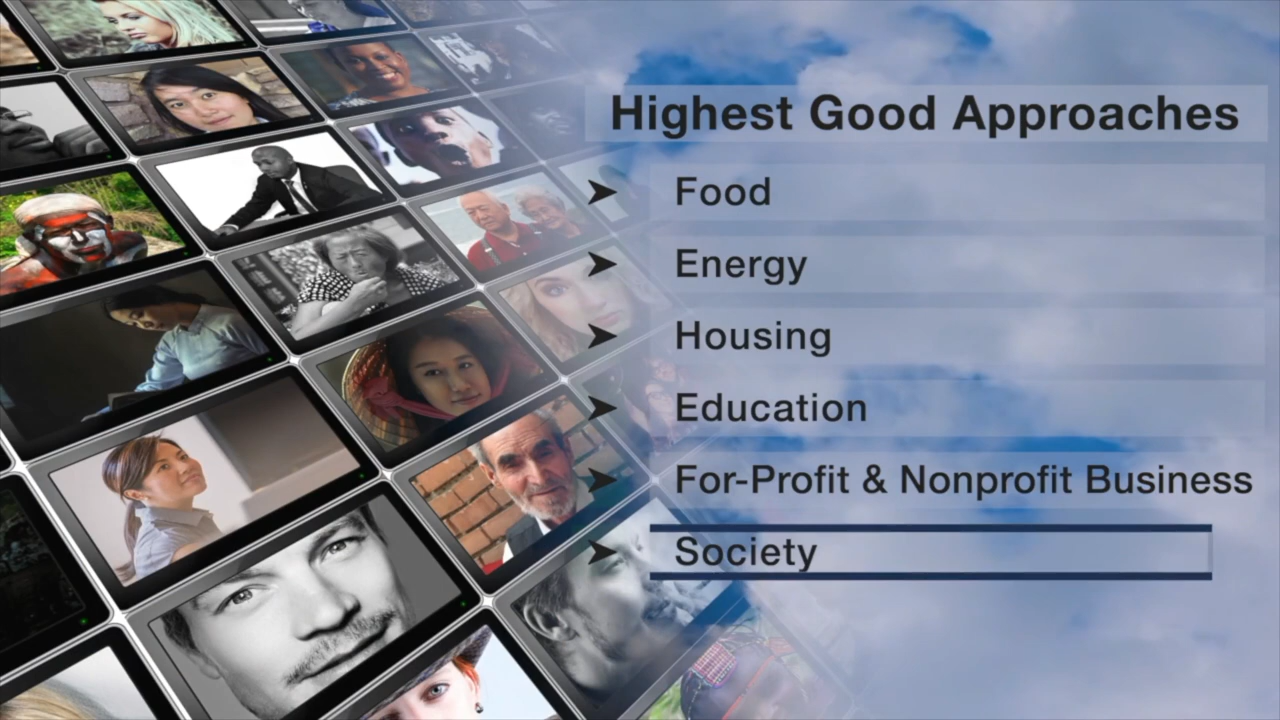 Highest Good Approaches
Food
Energy
Housing
Education
For-Profit & Nonprofit Business
Society